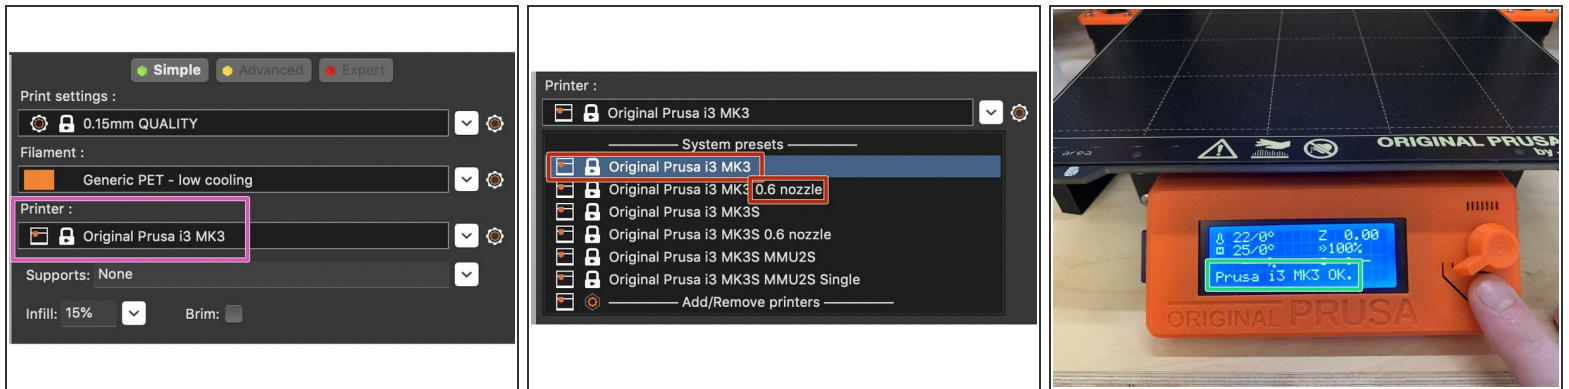 Simple
Advanced
Expert
Print settings :
0.15mm QUALITY
Filament :
Generic PET - low cooling
Printer :
Original Prusa i3 MK3
Supports: None
Infill: 15%
Brim:
Printer :
Original Prusa i3 MK3
System presets
Original Prusa i3 MK3
Original Prusa i3 MK3 0.6 nozzle
Original Prusa i3 MK3S
Original Prusa i3 MK3S 0.6 nozzle
Original Prusa i3 MK3S MMU2S
Original Prusa i3 MK3S MMU2S Single
Add/Remove printers
area
ORIGINAL PRUSA
by
22/0° Z 0.00
25/0° 100%
Prusa i3 MK3 OK.
ORIGINAL PRUSA